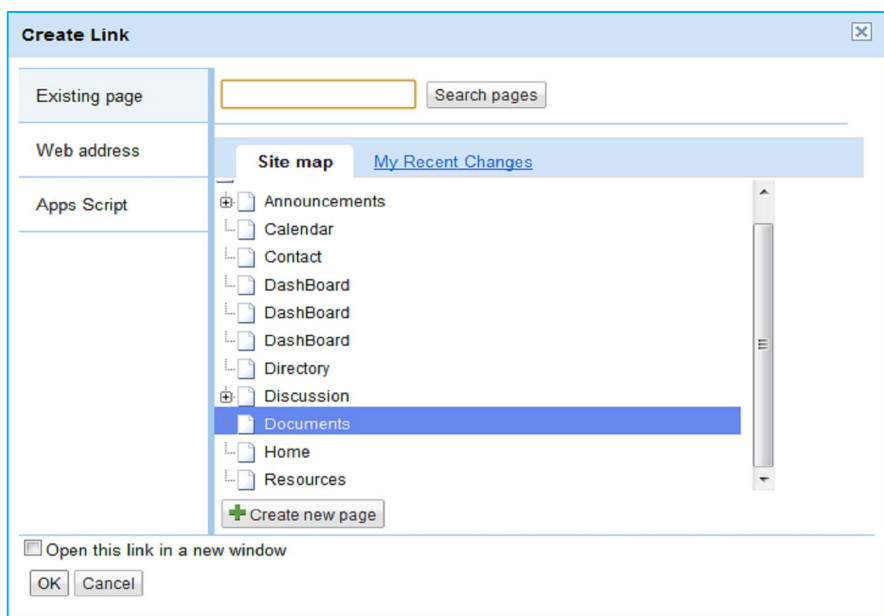 Create Link
Existing page
Search pages
Web address
Site map
My Recent Changes
Apps Script
Announcements
Calendar
Contact
DashBoard
DashBoard
DashBoard
Directory
Discussion
Documents
Home
Resources
Create new page
Open this link in a new window
OK
Cancel